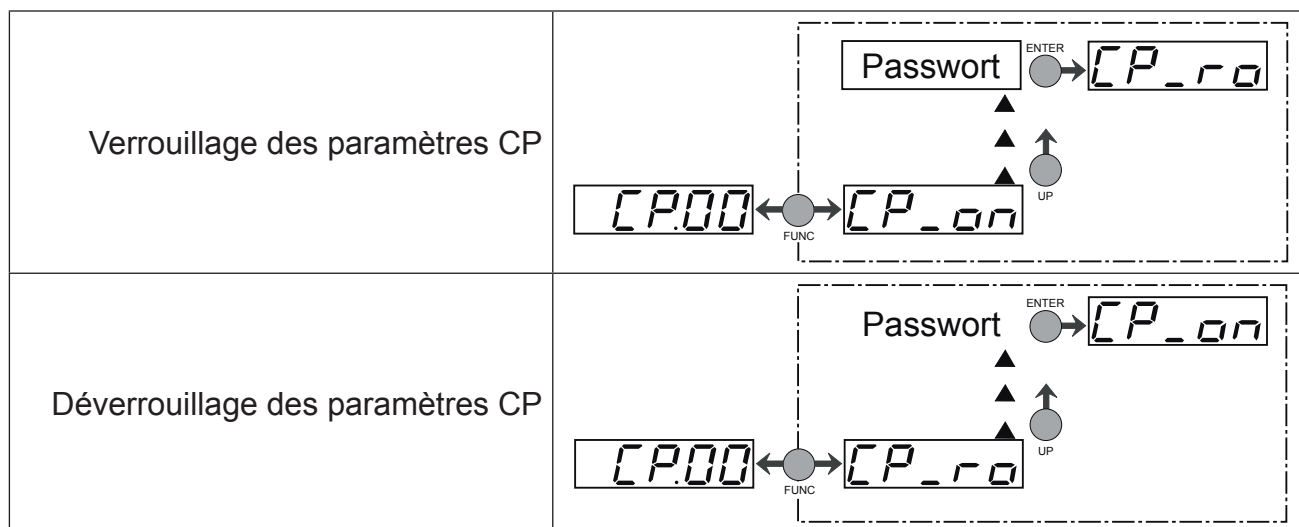 Verrouillage des paramètres CP
Passwort
ENTER
CP_ro
UP
CP.00
FUNC
CP_on
Déverrouillage des paramètres CP
Passwort
ENTER
CP_on
UP
CP.00
FUNC
CP_ro